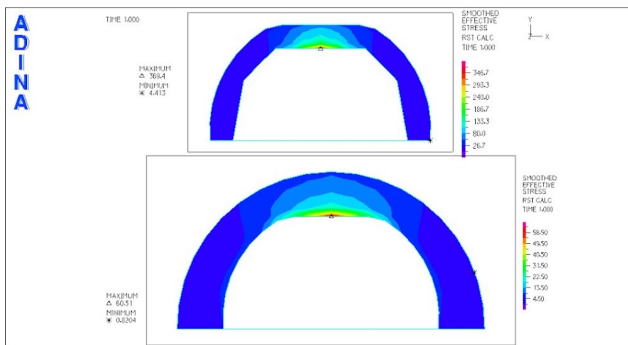 ADINA
TIME 1.000
SMOOTHED
EFFECTIVE
STRESS
RST CALC
TIME 1.000
Y
Z
X
MAXIMUM
△ 369.4
MINIMUM
✳ 4.413
346.7
293.3
240.0
186.7
133.3
80.0
26.7
SMOOTHED
EFFECTIVE
STRESS
RST CALC
TIME 1.000
58.50
49.50
40.50
31.50
22.50
13.50
4.50
MAXIMUM
△ 60.51
MINIMUM